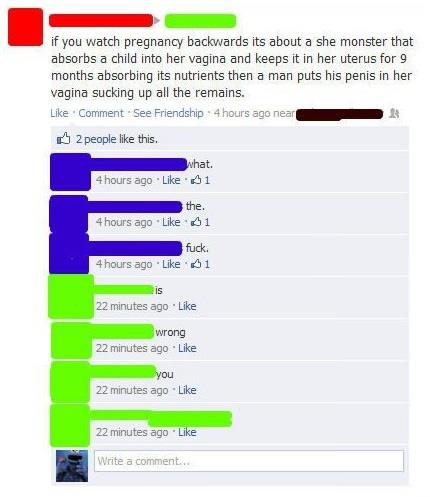 if you watch pregnancy backwards its about a she monster that
absorbs a child into her vagina and keeps it in her uterus for 9
months absorbing its nutrients then a man puts his penis in her
vagina sucking up all the remains.
Like · Comment · See Friendship · 4 hours ago near
2 people like this.
what.
4 hours ago · Like · 1
the.
4 hours ago · Like · 1
fuck.
4 hours ago · Like · 1
is
22 minutes ago · Like
wrong
22 minutes ago · Like
you
22 minutes ago · Like
22 minutes ago · Like
Write a comment...